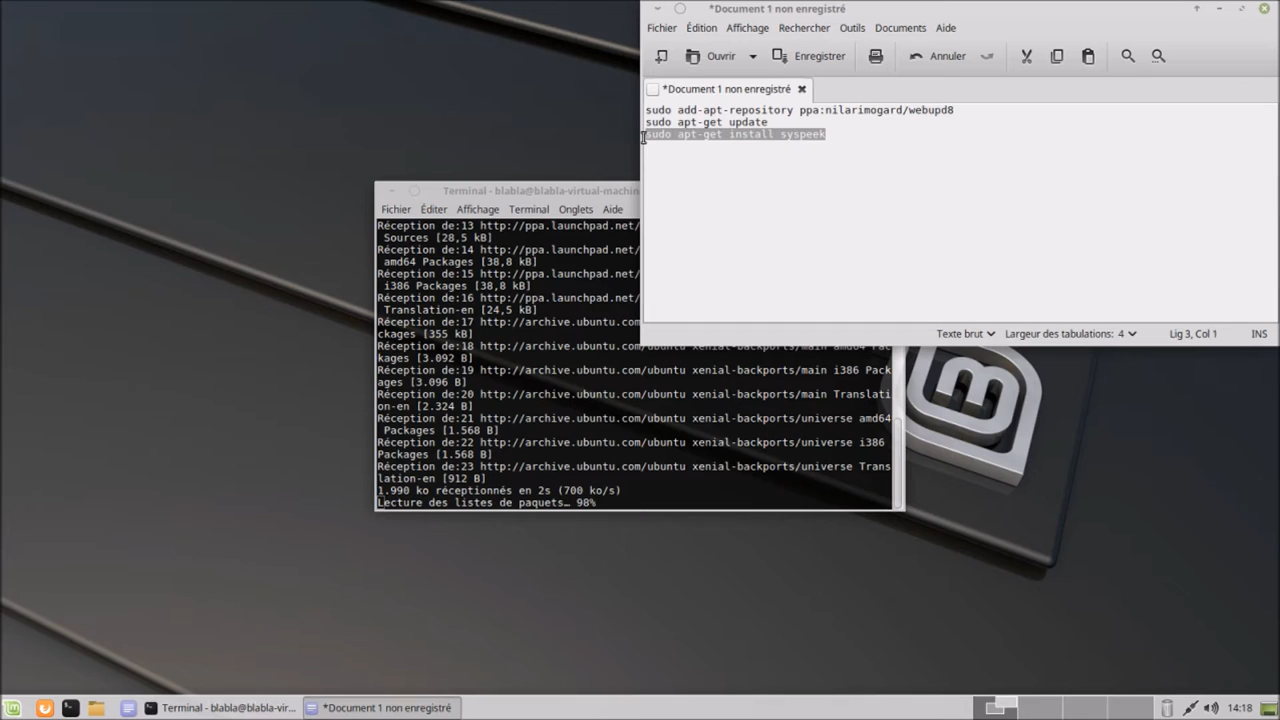 *Document 1 non enregistré
Fichier Édition Affichage Rechercher Outils Documents Aide
Ouvrir Enregistrer Annuler
*Document 1 non enregistré
sudo add-apt-repository ppa:nilarimogard/webupd8
sudo apt-get update
sudo apt-get install syspeek
Texte brut Largeur des tabulations: 4 Lig 3, Col 1 INS
Terminal - blabla@blabla-virtual-machin
Fichier Éditer Affichage Terminal Onglets Aide
Réception de:13 http://ppa.launchpad.net/
Sources [28,5 kB]
Réception de:14 http://ppa.launchpad.net/
amd64 Packages [38,8 kB]
Réception de:15 http://ppa.launchpad.net/
i386 Packages [38,8 kB]
Réception de:16 http://ppa.launchpad.net/
Translation-en [24,5 kB]
Réception de:17 http://archive.ubuntu.com
ckages [355 kB]
Réception de:18 http://archive.ubuntu.com/ubuntu xenial-backports/main amd64 Pac
kages [3.092 B]
Réception de:19 http://archive.ubuntu.com/ubuntu xenial-backports/main i386 Pack
ages [3.096 B]
Réception de:20 http://archive.ubuntu.com/ubuntu xenial-backports/main Translati
on-en [2.324 B]
Réception de:21 http://archive.ubuntu.com/ubuntu xenial-backports/universe amd64
Packages [1.568 B]
Réception de:22 http://archive.ubuntu.com/ubuntu xenial-backports/universe i386
Packages [1.568 B]
Réception de:23 http://archive.ubuntu.com/ubuntu xenial-backports/universe Trans
lation-en [912 B]
1.990 ko réceptionnés en 2s (700 ko/s)
Lecture des listes de paquets… 98%
Terminal - blabla@blabla-vir... *Document 1 non enregistré 14:18